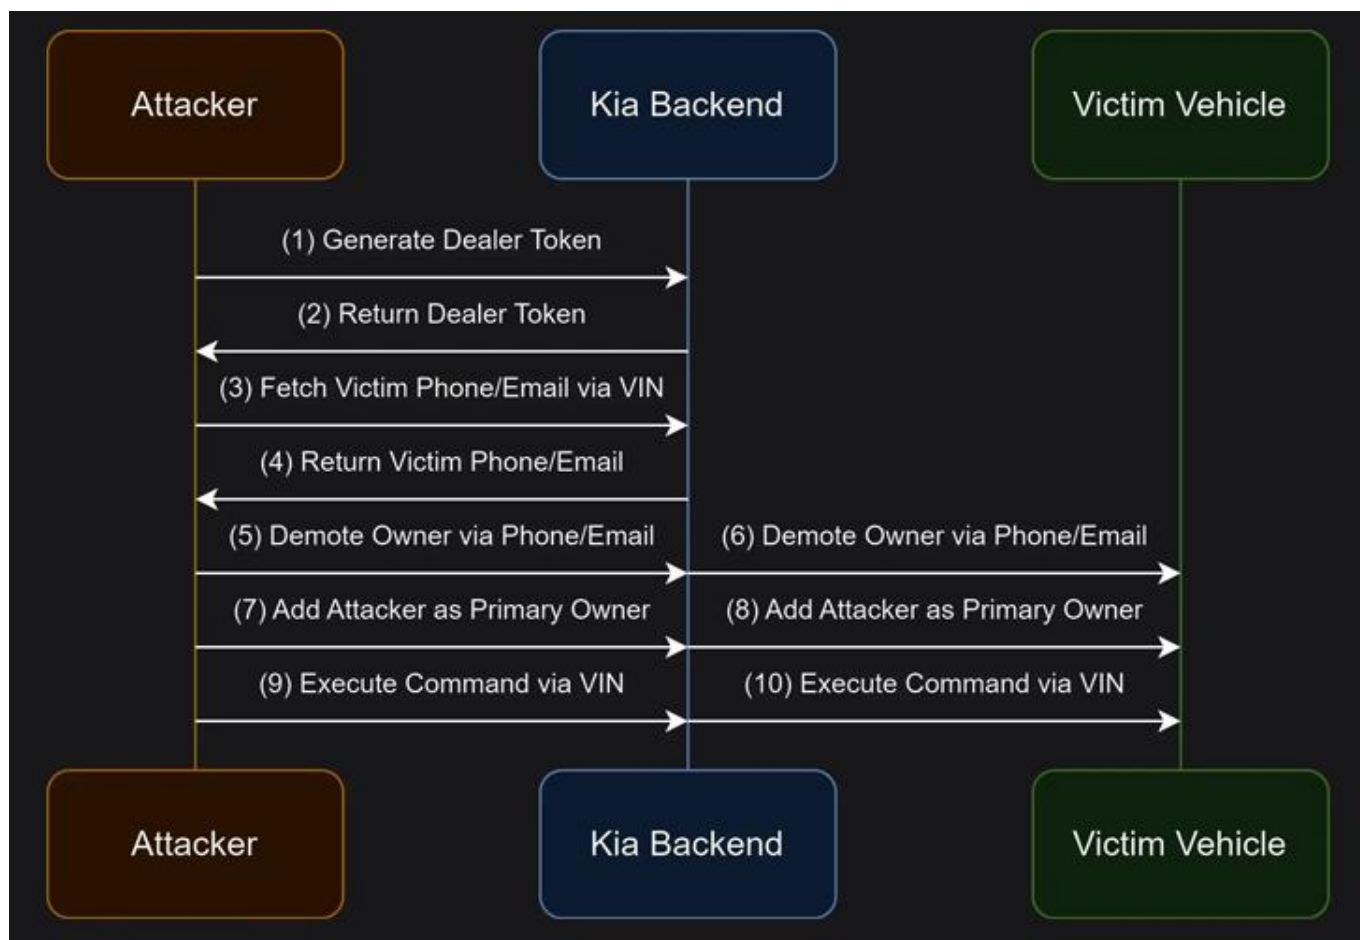 Attacker
Kia Backend
Victim Vehicle
(1) Generate Dealer Token
(2) Return Dealer Token
(3) Fetch Victim Phone/Email via VIN
(4) Return Victim Phone/Email
(5) Demote Owner via Phone/Email
(6) Demote Owner via Phone/Email
(7) Add Attacker as Primary Owner
(8) Add Attacker as Primary Owner
(9) Execute Command via VIN
(10) Execute Command via VIN
Attacker
Kia Backend
Victim Vehicle